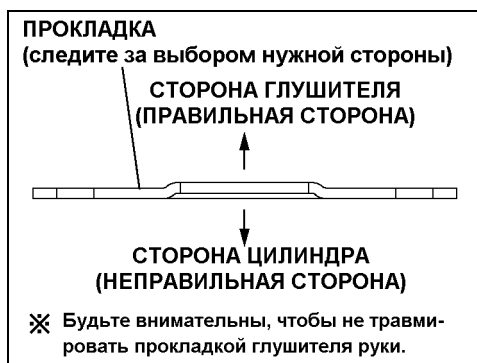 ПРОКЛАДКА
(следите за выбором нужной стороны)
СТОРОНА ГЛУШИТЕЛЯ
(ПРАВИЛЬНАЯ СТОРОНА)
СТОРОНА ЦИЛИНДРА
(НЕПРАВИЛЬНАЯ СТОРОНА)
※ Будьте внимательны, чтобы не травми-
ровать прокладкой глушителя руки.